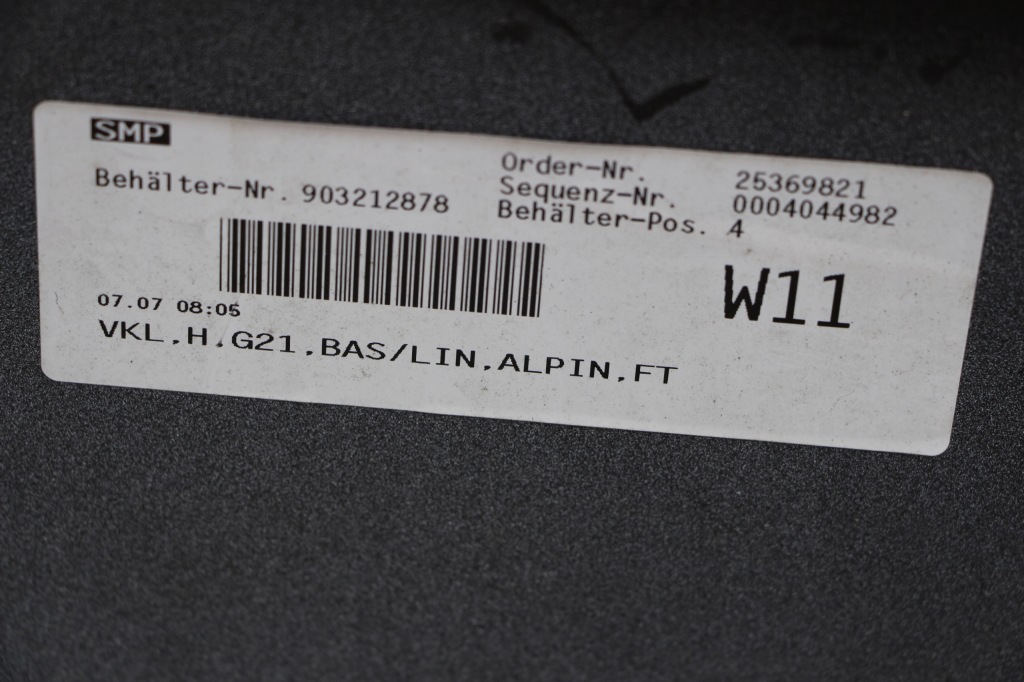 SMP
Order-Nr. 25369821
Behälter-Nr. 903212878
Sequenz-Nr. 0004044982
Behälter-Pos. 4
W11
07.07 08:05
VKL,H,G21,BAS/LIN,ALPIN,FT